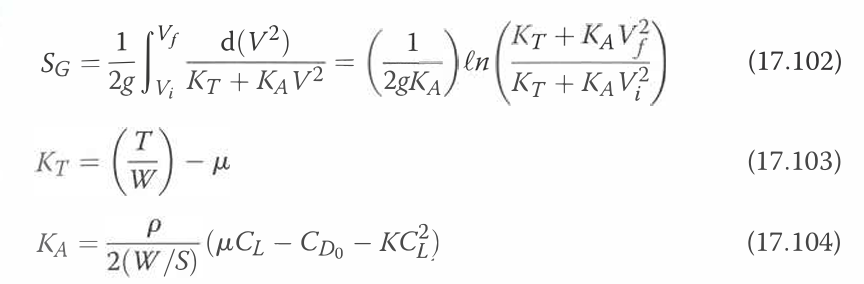 S_G = \frac{1}{2g} \int_{V_i}^{V_f} \frac{d(V^2)}{K_T + K_A V^2} = \left( \frac{1}{2gK_A} \right) \ell n \left( \frac{K_T + K_A V_f^2}{K_T + K_A V_i^2} \right) (17.102)
K_T = \left( \frac{T}{W} \right) - \mu (17.103)
K_A = \frac{\rho}{2(W/S)} (\mu C_L - C_{D_0} - K C_L^2) (17.104)